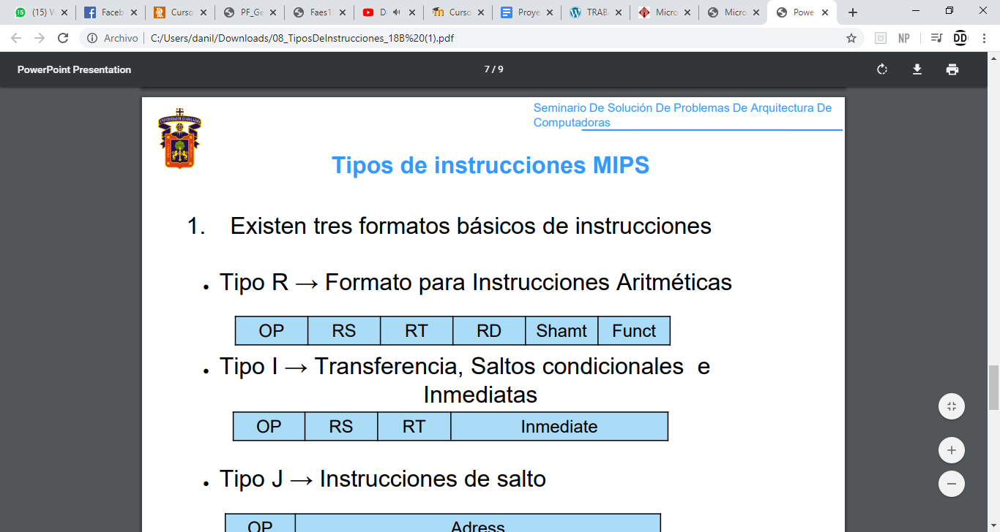 (15) W
Faceb
Curso
PF_Ge
Faes1
D
Curso
Proye
TRAB
Micro
Micro
Powe
Archivo C:/Users/danil/Downloads/08_TiposDeInstrucciones_18B%20(1).pdf
NP
DD
PowerPoint Presentation
7 / 9
Seminario De Solución De Problemas De Arquitectura De
Computadoras
UNIVERSIDAD DE GUADALAJARA
Tipos de instrucciones MIPS
1. Existen tres formatos básicos de instrucciones
• Tipo R → Formato para Instrucciones Aritméticas
OP RS RT RD Shamt Funct
• Tipo I → Transferencia, Saltos condicionales e
Inmediatas
OP RS RT Inmediate
• Tipo J → Instrucciones de salto
OP Adress